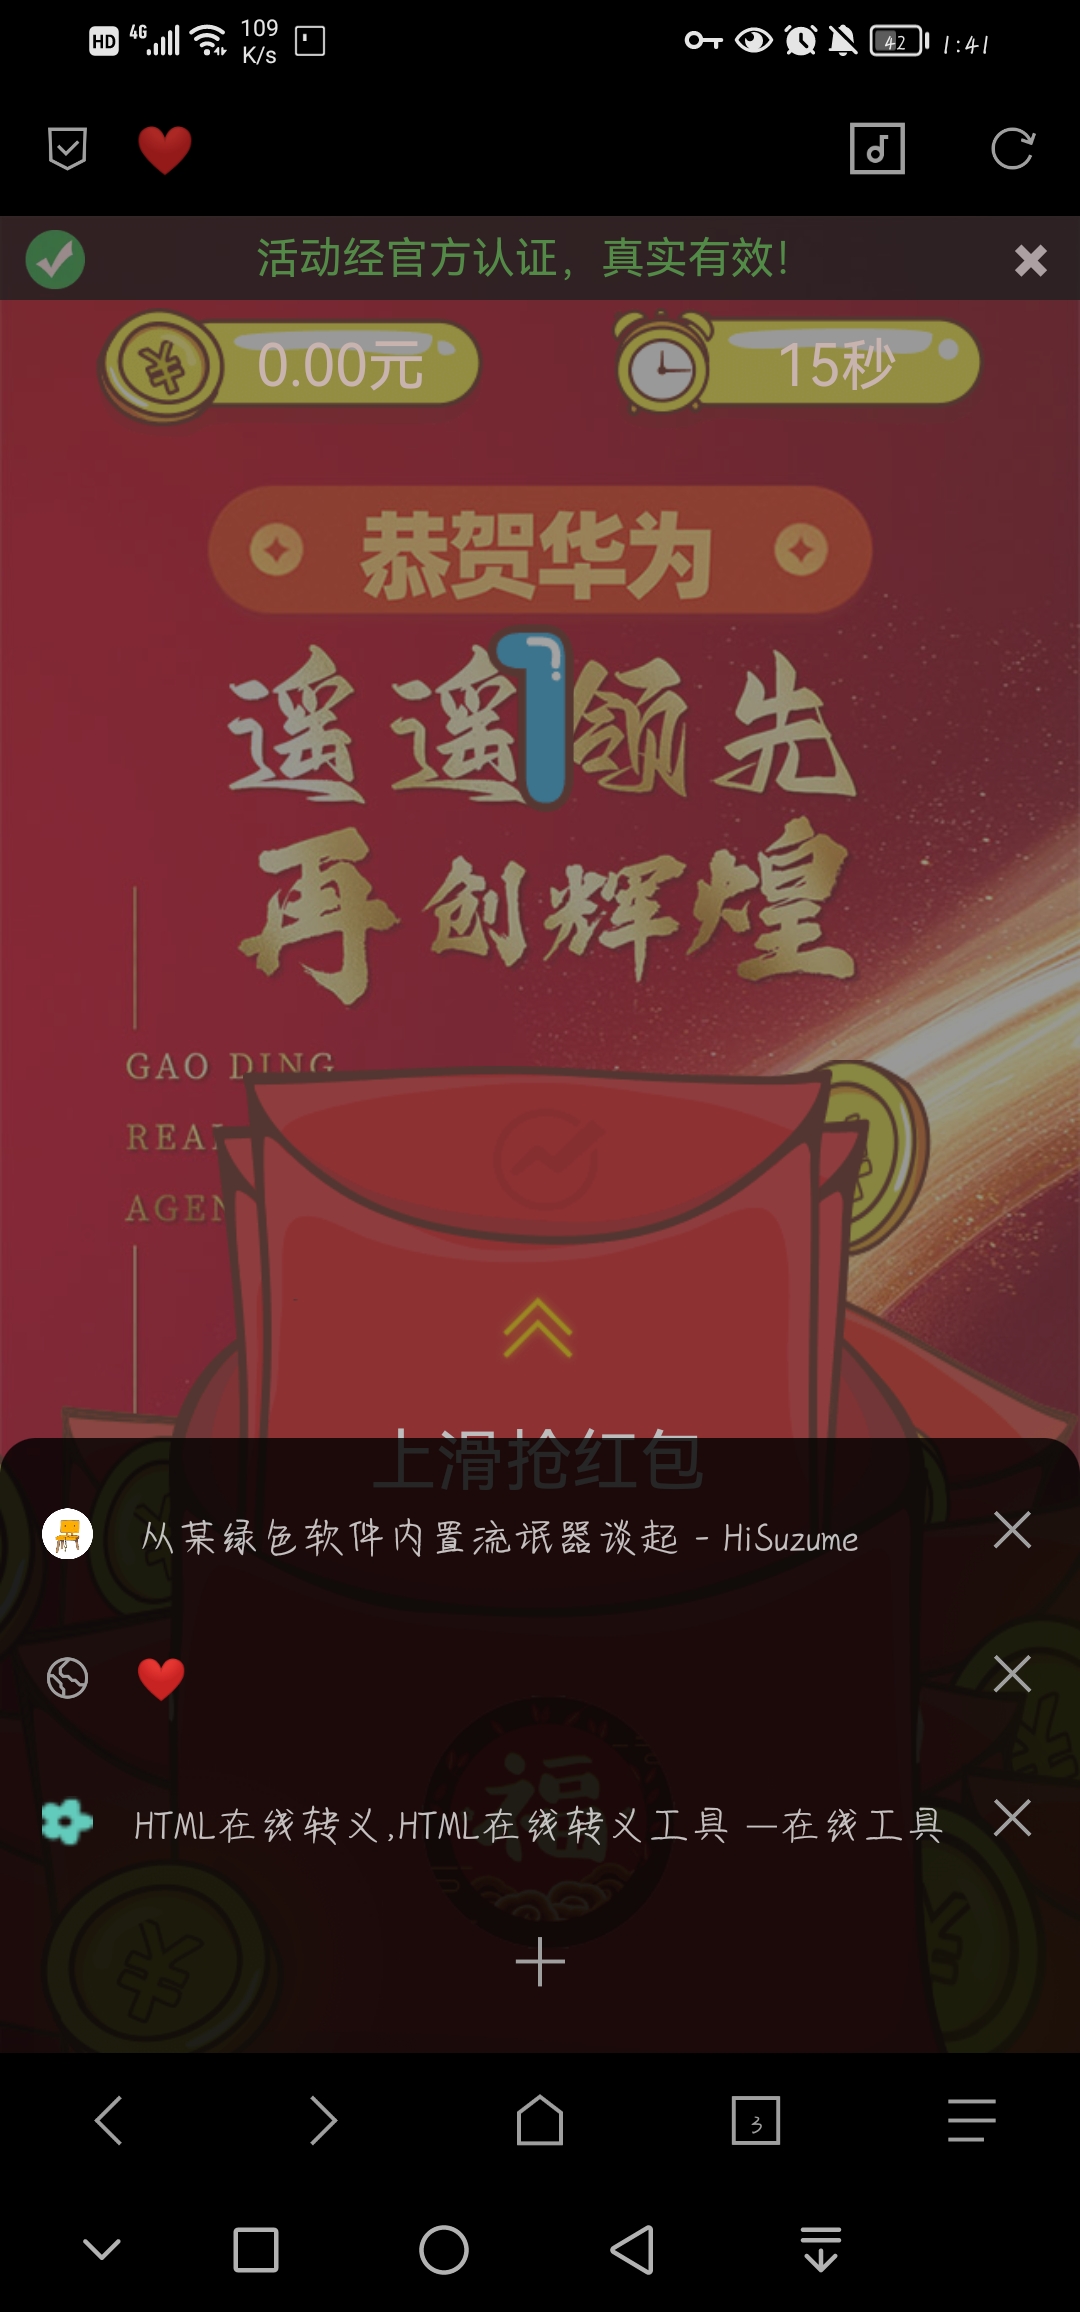 HD 4G 109 K/s 42 1:41
❤️
活动经官方认证，真实有效!
0.00元 15秒
恭贺华为
遥遥领先
1
再创辉煌
GAO DING
REA
AGEN
上滑抢红包
从某绿色软件内置流氓器谈起 - HiSuzume
❤️
福
HTML在线转义,HTML在线转义工具 —在线工具
3